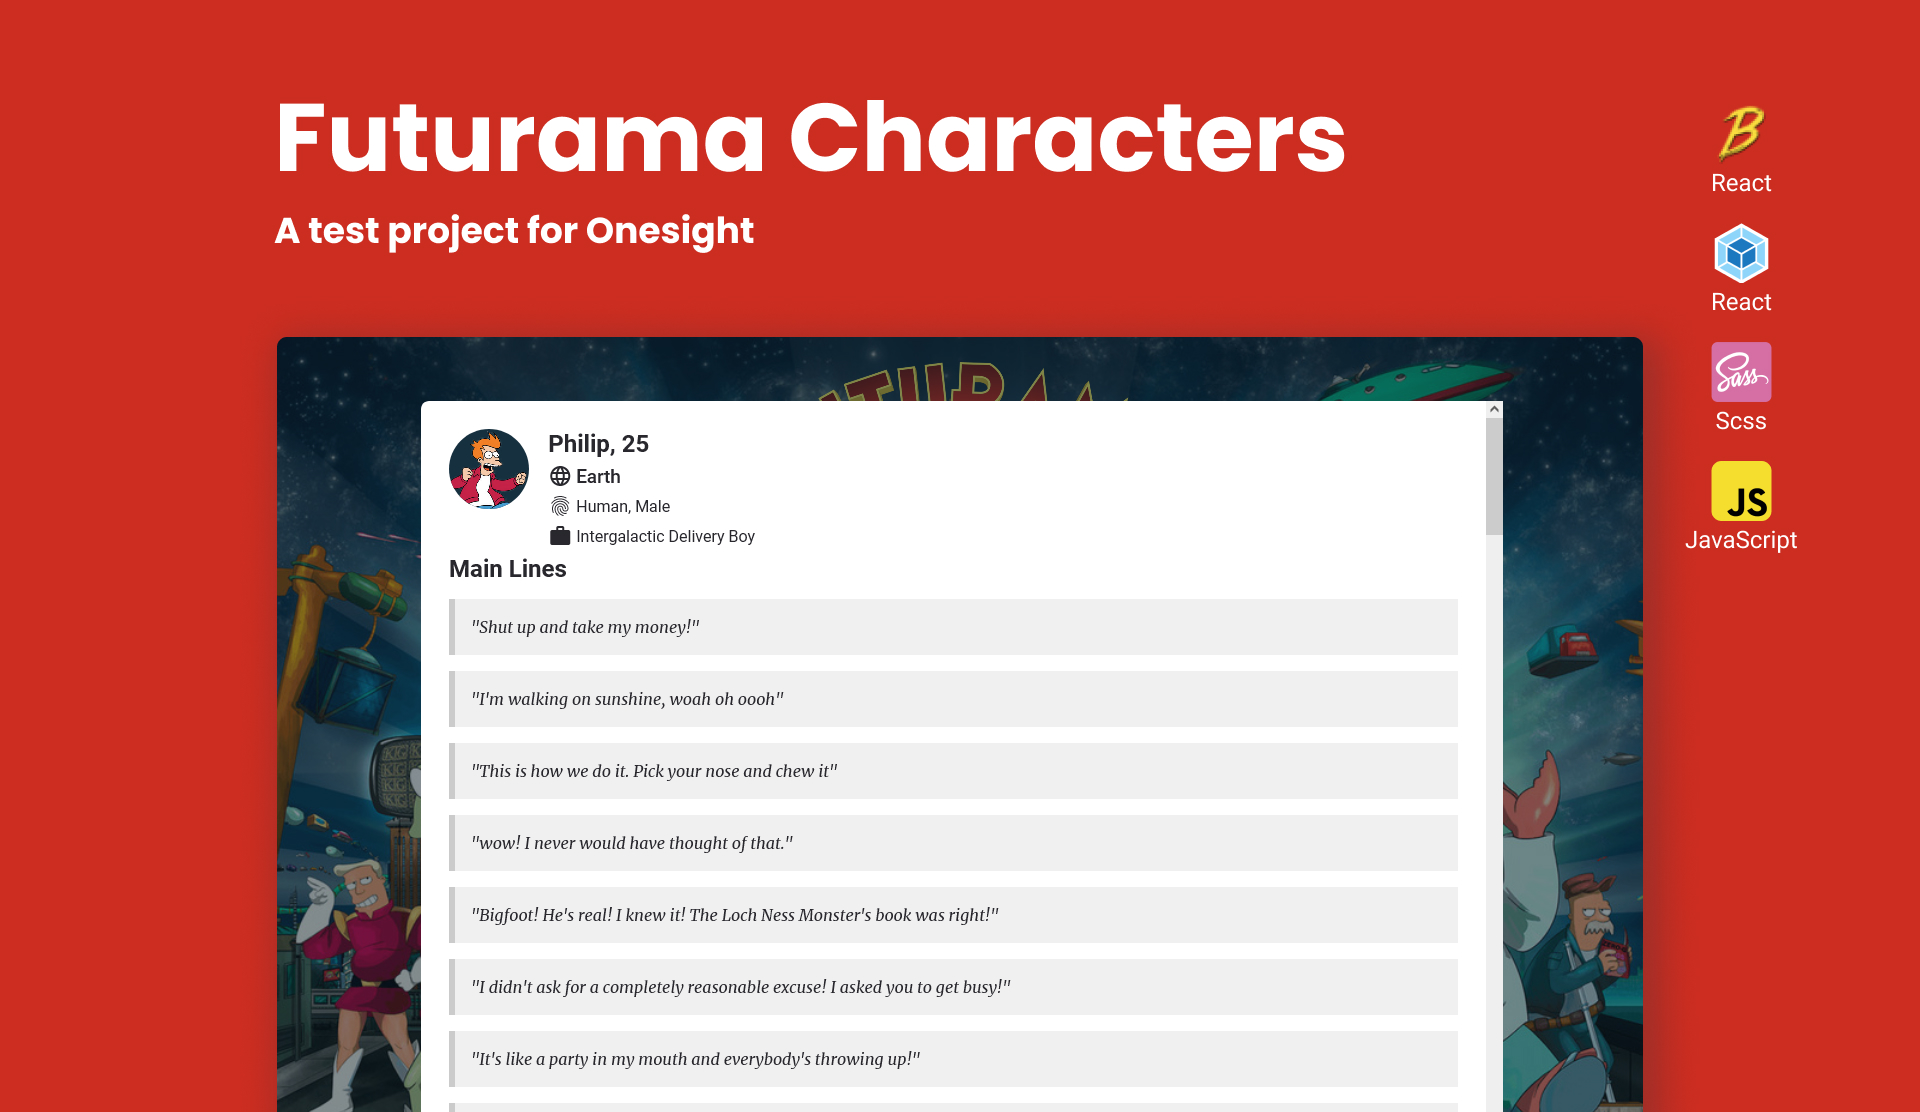 Futurama Characters
A test project for Onesight
React
React
Sass
Scss
JS
JavaScript
Philip, 25
Earth
Human, Male
Intergalactic Delivery Boy
Main Lines
"Shut up and take my money!"
"I'm walking on sunshine, woah oh oooh"
"This is how we do it. Pick your nose and chew it"
"wow! I never would have thought of that."
"Bigfoot! He's real! I knew it! The Loch Ness Monster's book was right!"
"I didn't ask for a completely reasonable excuse! I asked you to get busy!"
"It's like a party in my mouth and everybody's throwing up!"